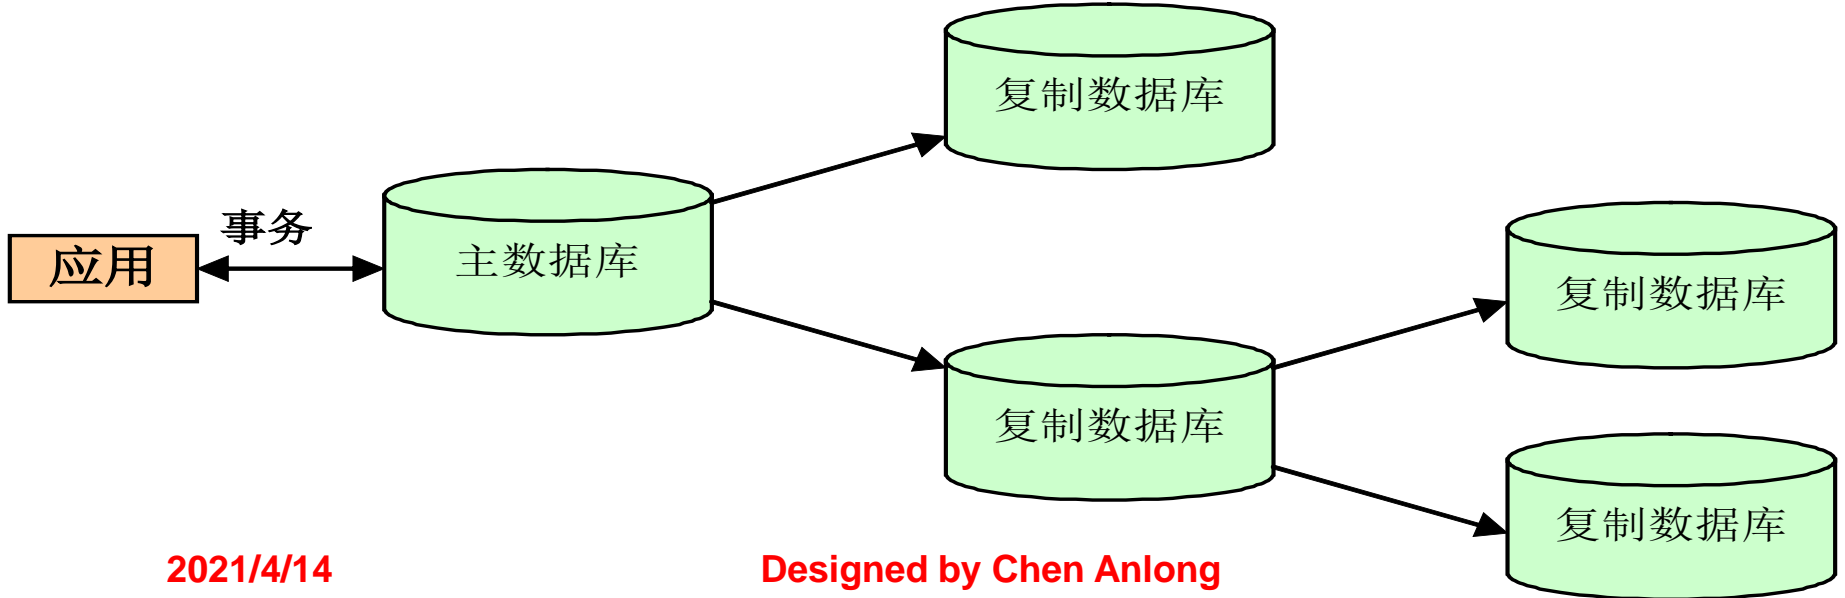 复制数据库
事务
应用
主数据库
复制数据库
复制数据库
复制数据库
2021/4/14
Designed by Chen Anlong